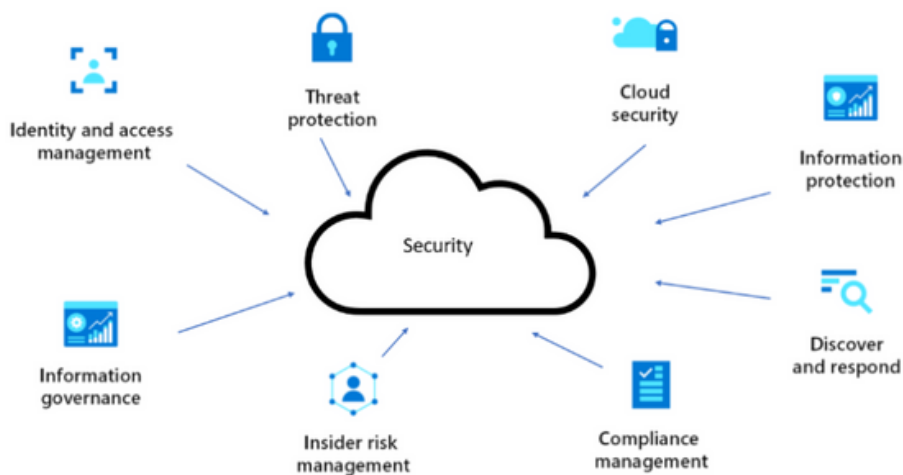 Threat
protection
Cloud
security
Identity and access
management
Information
protection
Security
Information
governance
Discover
and respond
Insider risk
management
Compliance
management